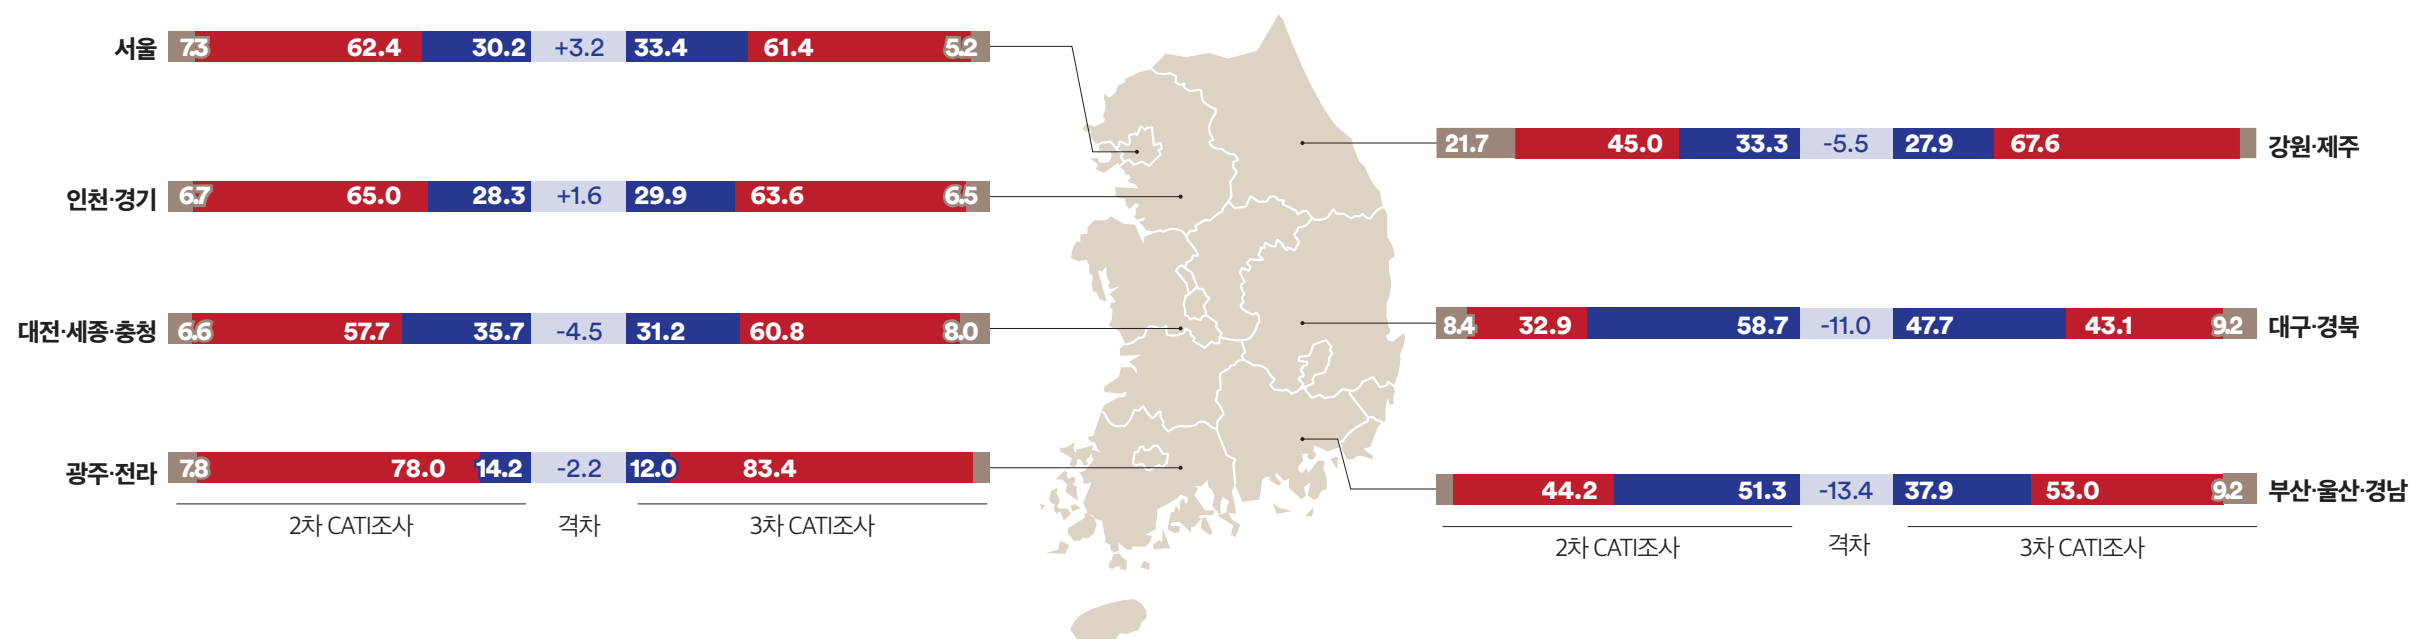 서울 7.3 62.4 30.2 +3.2 33.4 61.4 5.2
인천·경기 6.7 65.0 28.3 +1.6 29.9 63.6 6.5
대전·세종·충청 6.6 57.7 35.7 -4.5 31.2 60.8 8.0
광주·전라 7.8 78.0 14.2 -2.2 12.0 83.4
2차 CATI조사 격차 3차 CATI조사
21.7 45.0 33.3 -5.5 27.9 67.6 강원·제주
8.4 32.9 58.7 -11.0 47.7 43.1 9.2 대구·경북
44.2 51.3 -13.4 37.9 53.0 9.2 부산·울산·경남
2차 CATI조사 격차 3차 CATI조사